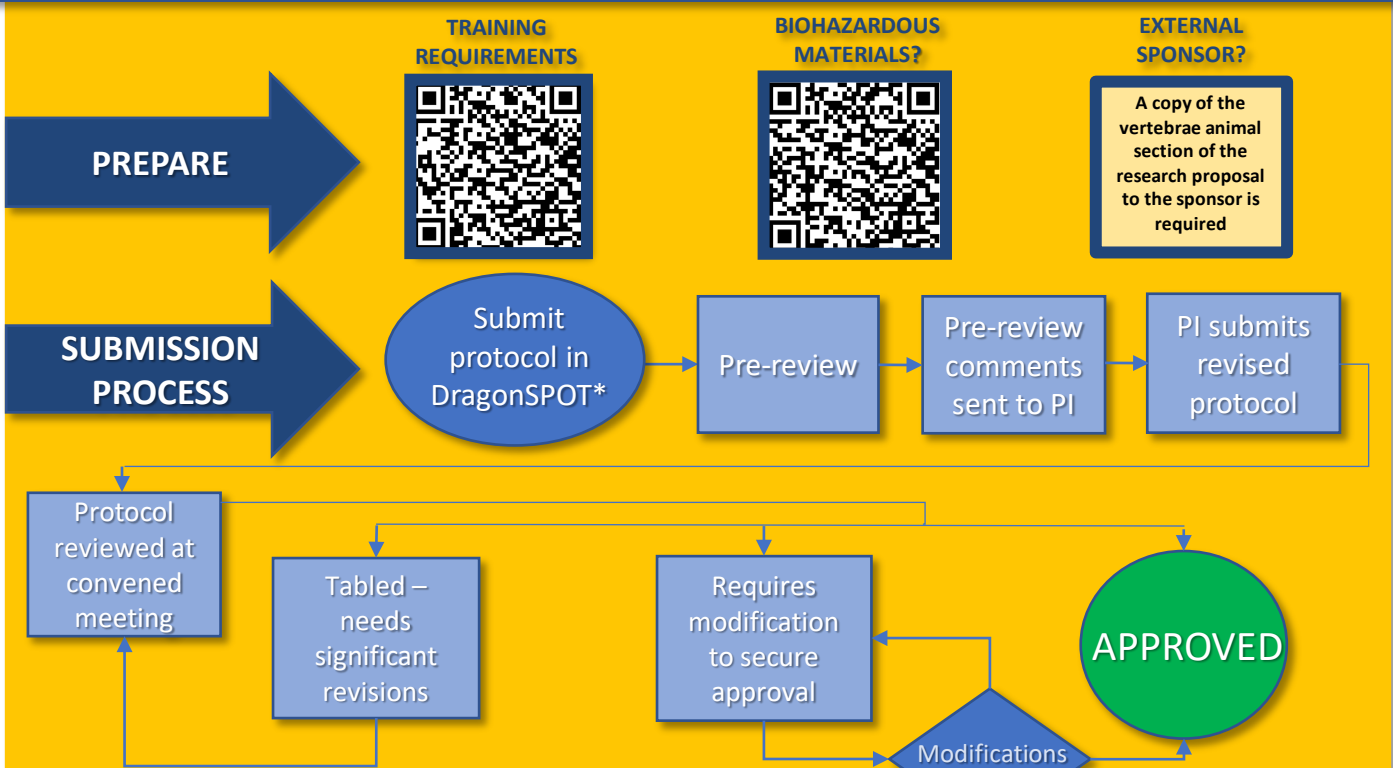 TRAINING
REQUIREMENTS
BIOHAZARDOUS
MATERIALS?
EXTERNAL
SPONSOR?
PREPARE
A copy of the
vertebrae animal
section of the
research proposal
to the sponsor is
required
SUBMISSION
PROCESS
Submit
protocol in
DragonSPOT*
Pre-review
Pre-review
comments
sent to PI
PI submits
revised
protocol
Protocol
reviewed at
convened
meeting
Tabled –
needs
significant
revisions
Requires
modification
to secure
approval
APPROVED
Modifications